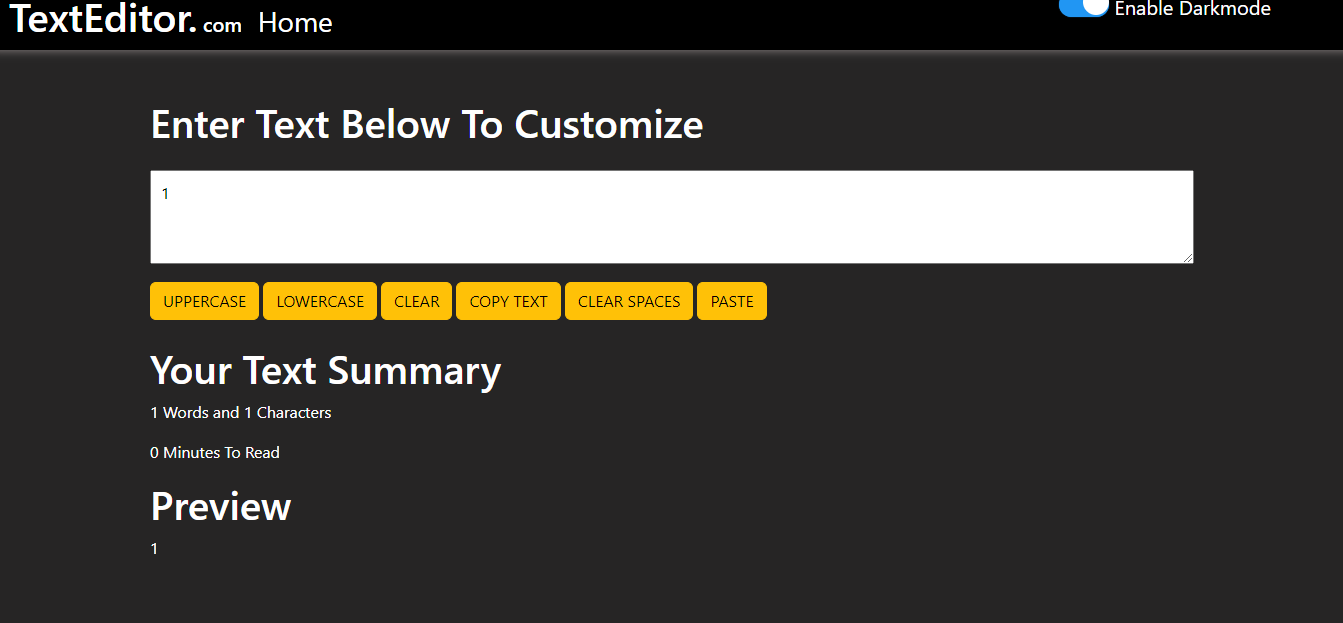 TextEditor. com Home Enable Darkmode
Enter Text Below To Customize
1
UPPERCASE LOWERCASE CLEAR COPY TEXT CLEAR SPACES PASTE
Your Text Summary
1 Words and 1 Characters
0 Minutes To Read
Preview
1